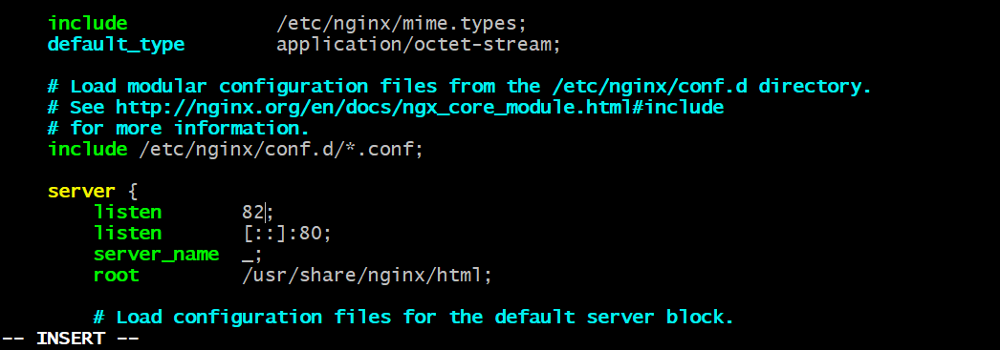 include             /etc/nginx/mime.types;
default_type        application/octet-stream;
# Load modular configuration files from the /etc/nginx/conf.d directory.
# See http://nginx.org/en/docs/ngx_core_module.html#include
# for more information.
include /etc/nginx/conf.d/*.conf;
server {
listen       82;
listen       [::]:80;
server_name  _;
root         /usr/share/nginx/html;
# Load configuration files for the default server block.
-- INSERT --